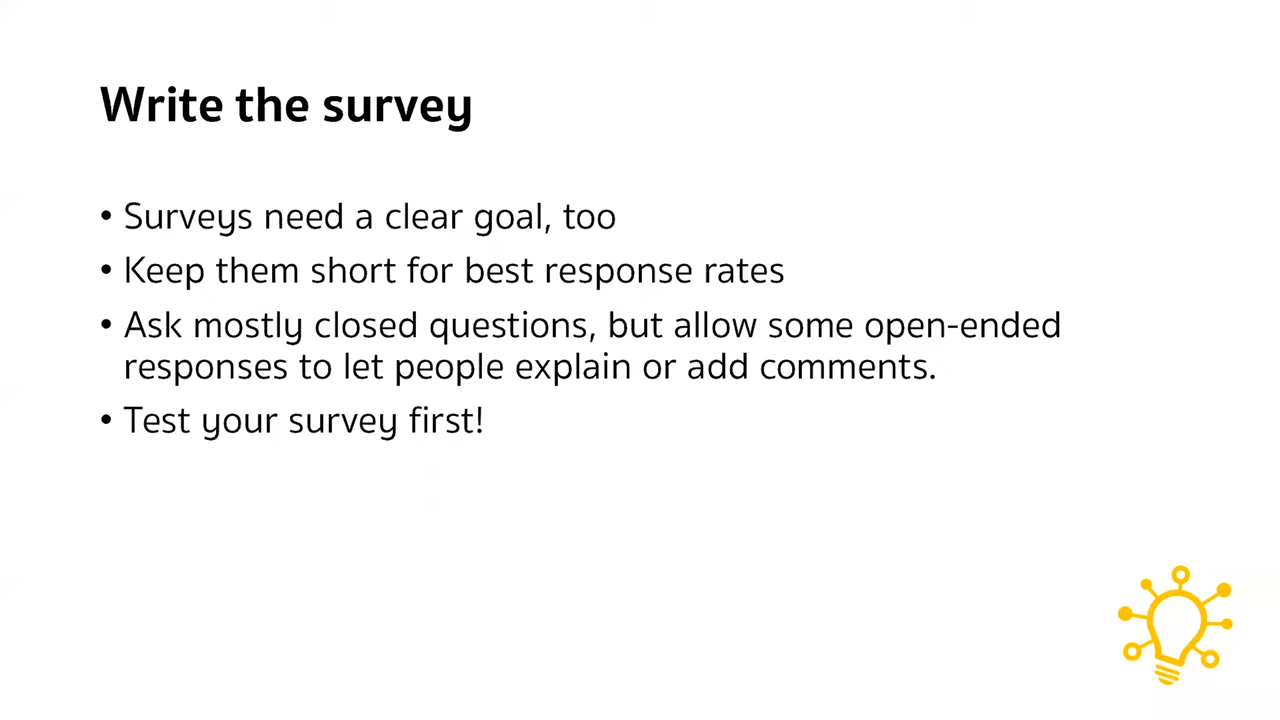 Write the survey
• Surveys need a clear goal, too
• Keep them short for best response rates
• Ask mostly closed questions, but allow some open-ended
responses to let people explain or add comments.
• Test your survey first!